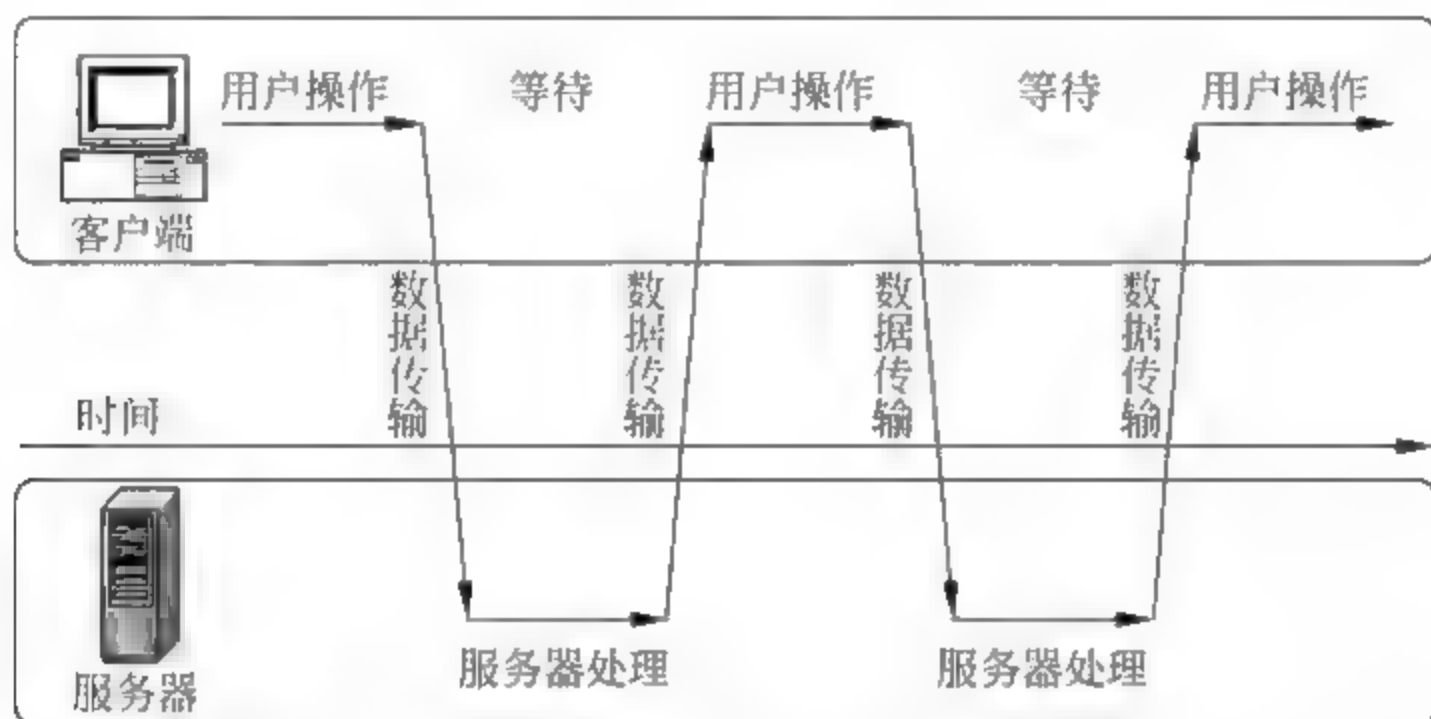 用户操作 等待 用户操作 等待 用户操作
客户端
数据传输 数据传输 数据传输 数据传输
时间
服务器处理 服务器处理
服务器